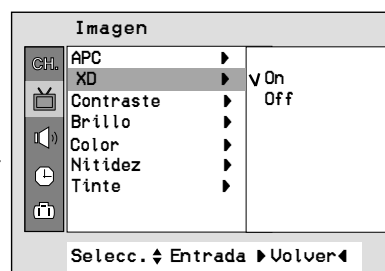 Imagen
CH.
APC
XD
Contraste
Brillo
Color
Nitidez
Tinte
On
Off
Selecc. Entrada Volver